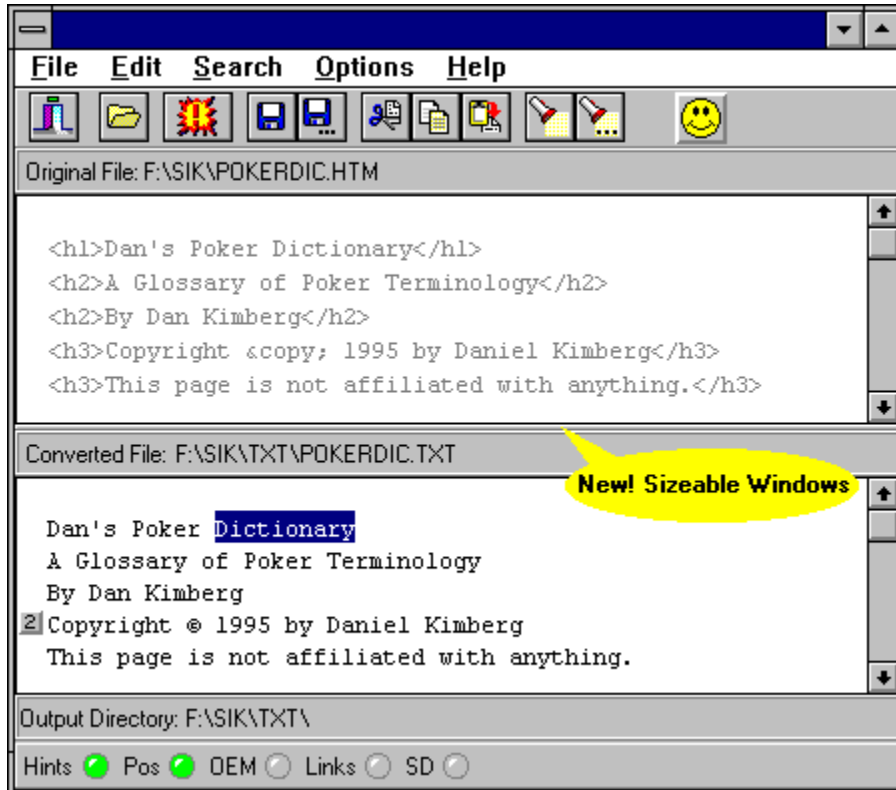 File Edit Search Options Help
Original File: F:\SIK\POKERDIC.HTM
<h1>Dan's Poker Dictionary</h1>
<h2>A Glossary of Poker Terminology</h2>
<h2>By Dan Kimberg</h2>
<h3>Copyright &copy; 1995 by Daniel Kimberg</h3>
<h3>This page is not affiliated with anything.</h3>
Converted File: F:\SIK\TXT\POKERDIC.TXT
New! Sizeable Windows
Dan's Poker Dictionary
A Glossary of Poker Terminology
By Dan Kimberg
2 Copyright © 1995 by Daniel Kimberg
This page is not affiliated with anything.
Output Directory: F:\SIK\TXT\
Hints Pos OEM Links SD